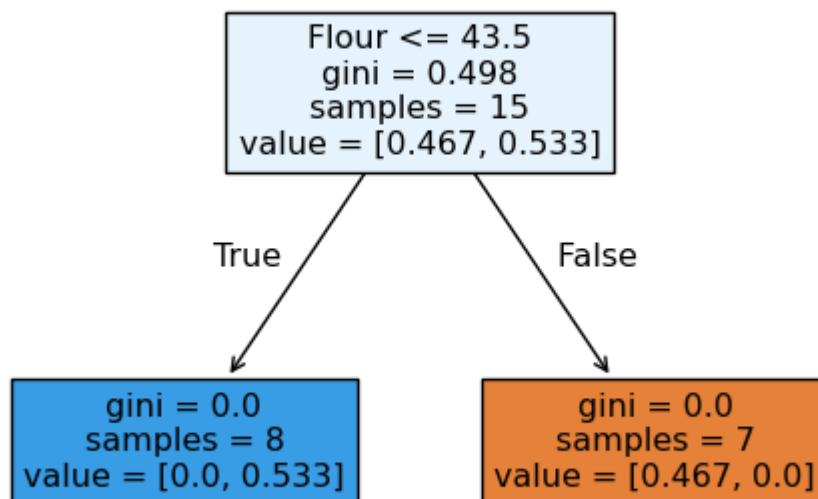 Flour <= 43.5
gini = 0.498
samples = 15
value = [0.467, 0.533]
True
False
gini = 0.0
samples = 8
value = [0.0, 0.533]
gini = 0.0
samples = 7
value = [0.467, 0.0]